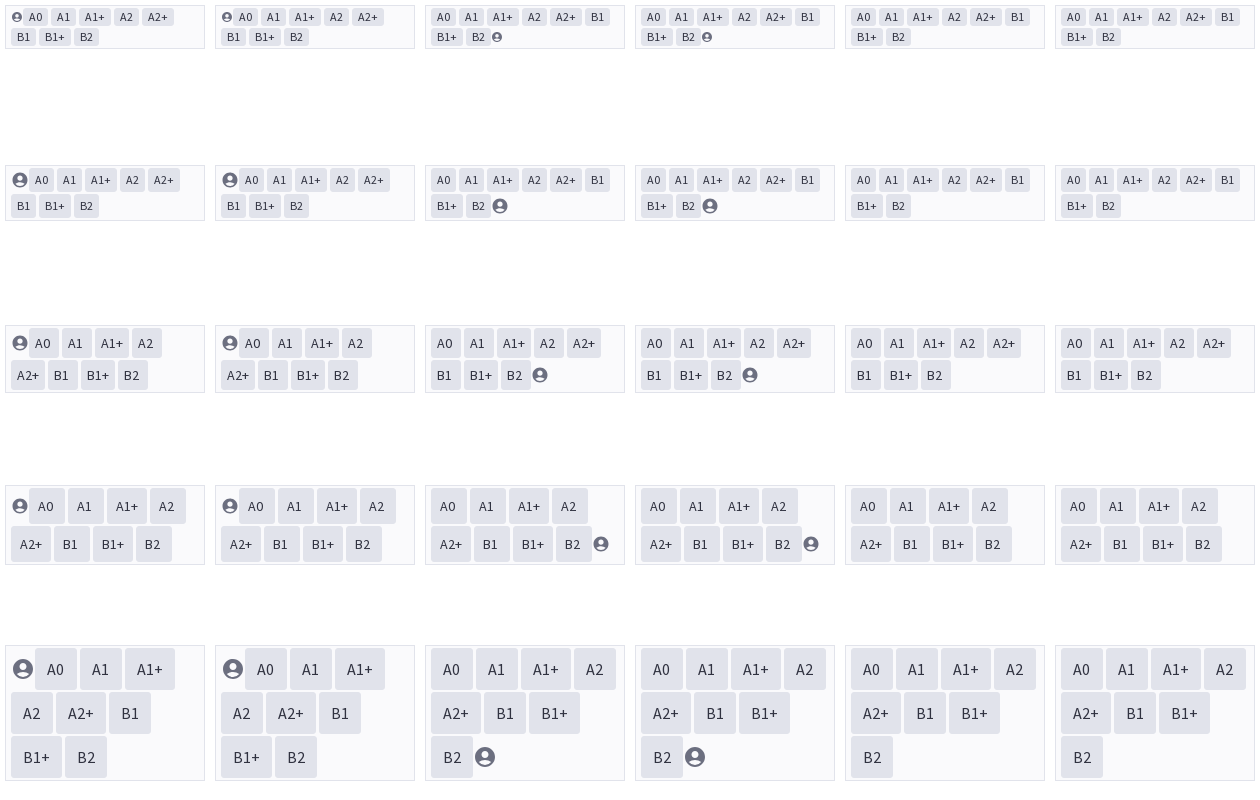 A0 A1 A1+ A2 A2+ A0 A1 A1+ A2 A2+ A0 A1 A1+ A2 A2+ B1 A0 A1 A1+ A2 A2+ B1 A0 A1 A1+ A2 A2+ B1 A0 A1 A1+ A2 A2+ B1
B1 B1+ B2 B1 B1+ B2 B1+ B2 B1+ B2 B1+ B2 B1+ B2
A0 A1 A1+ A2 A2+ A0 A1 A1+ A2 A2+ A0 A1 A1+ A2 A2+ B1 A0 A1 A1+ A2 A2+ B1 A0 A1 A1+ A2 A2+ B1 A0 A1 A1+ A2 A2+ B1
B1 B1+ B2 B1 B1+ B2 B1+ B2 B1+ B2 B1+ B2 B1+ B2
A0 A1 A1+ A2 A0 A1 A1+ A2 A0 A1 A1+ A2 A2+ A0 A1 A1+ A2 A2+ A0 A1 A1+ A2 A2+ A0 A1 A1+ A2 A2+
A2+ B1 B1+ B2 A2+ B1 B1+ B2 B1 B1+ B2 B1 B1+ B2 B1 B1+ B2 B1 B1+ B2
A0 A1 A1+ A2 A0 A1 A1+ A2 A0 A1 A1+ A2 A0 A1 A1+ A2 A0 A1 A1+ A2 A0 A1 A1+ A2
A2+ B1 B1+ B2 A2+ B1 B1+ B2 A2+ B1 B1+ B2 A2+ B1 B1+ B2 A2+ B1 B1+ B2 A2+ B1 B1+ B2
A0 A1 A1+ A0 A1 A1+ A0 A1 A1+ A2 A0 A1 A1+ A2 A0 A1 A1+ A2 A0 A1 A1+ A2
A2 A2+ B1 A2 A2+ B1 A2+ B1 B1+ A2+ B1 B1+ A2+ B1 B1+ A2+ B1 B1+
B1+ B2 B1+ B2 B2 B2 B2 B2